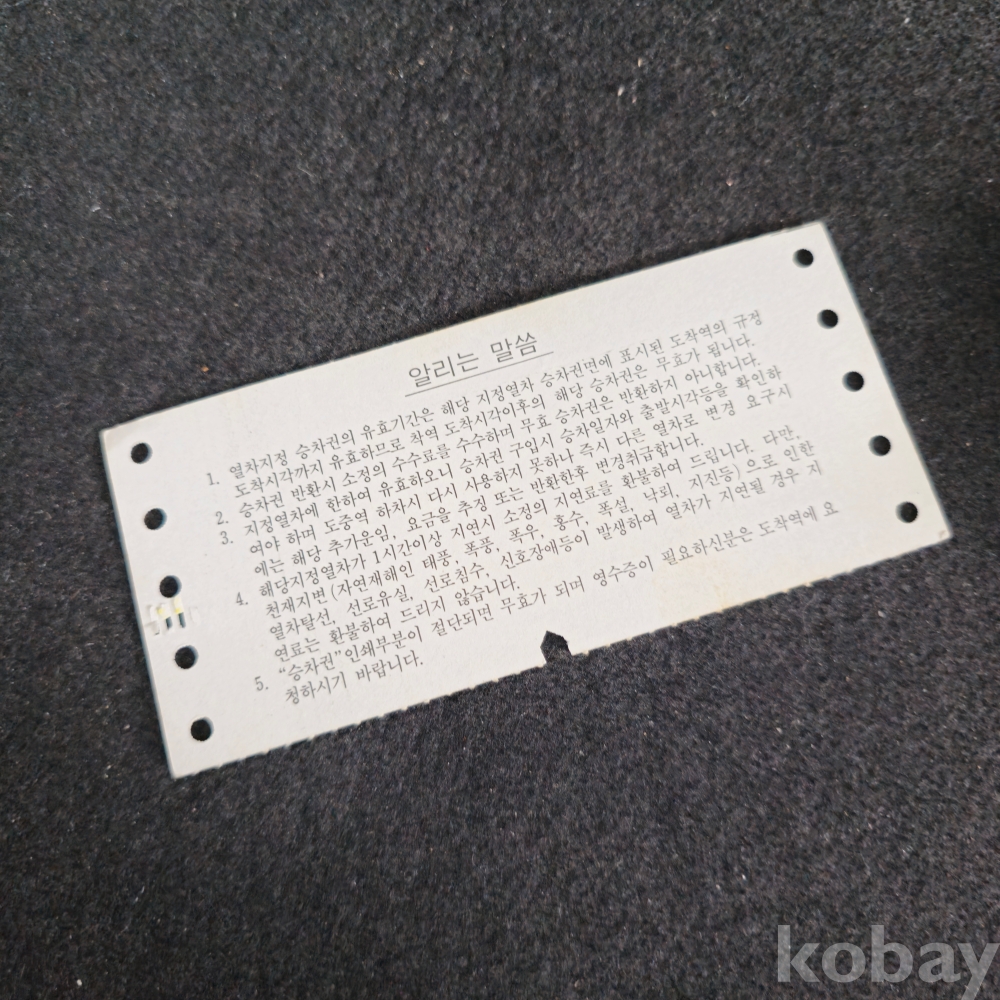 알리는 말씀
1. 열차지정 승차권의 유효기간은 해당 지정열차 승차권면에 표시된 도착역의 규정
도착시각까지 유효하므로 착역 도착시각이후의 해당 승차권은 무효가 됩니다.
2. 승차권 반환시 소정의 수수료를 수수하며 무효 승차권은 반환하지 아니합니다.
3. 지정열차에 한하여 유효하오니 승차권 구입시 승차일자와 출발시각등을 확인하
여야 하며 도중역 하차시 다시 사용하지 못하나 즉시 다른 열차로 변경 요구시
에는 해당 추가운임, 요금을 추징 또는 반환한후 변경취급합니다.
4. 해당지정열차가 1시간이상 지연시 소정의 지연료를 환불하여 드립니다. 다만,
천재지변(자연재해인 태풍, 폭풍, 폭우, 홍수, 폭설, 낙뢰, 지진등)으로 인한
열차탈선, 선로유실, 선로침수, 신호장애등이 발생하여 열차가 지연될 경우 지
연료는 환불하여 드리지 않습니다.
5. "승차권"인쇄부분이 절단되면 무효가 되며 영수증이 필요하신분은 도착역에 요
청하시기 바랍니다.
kobay